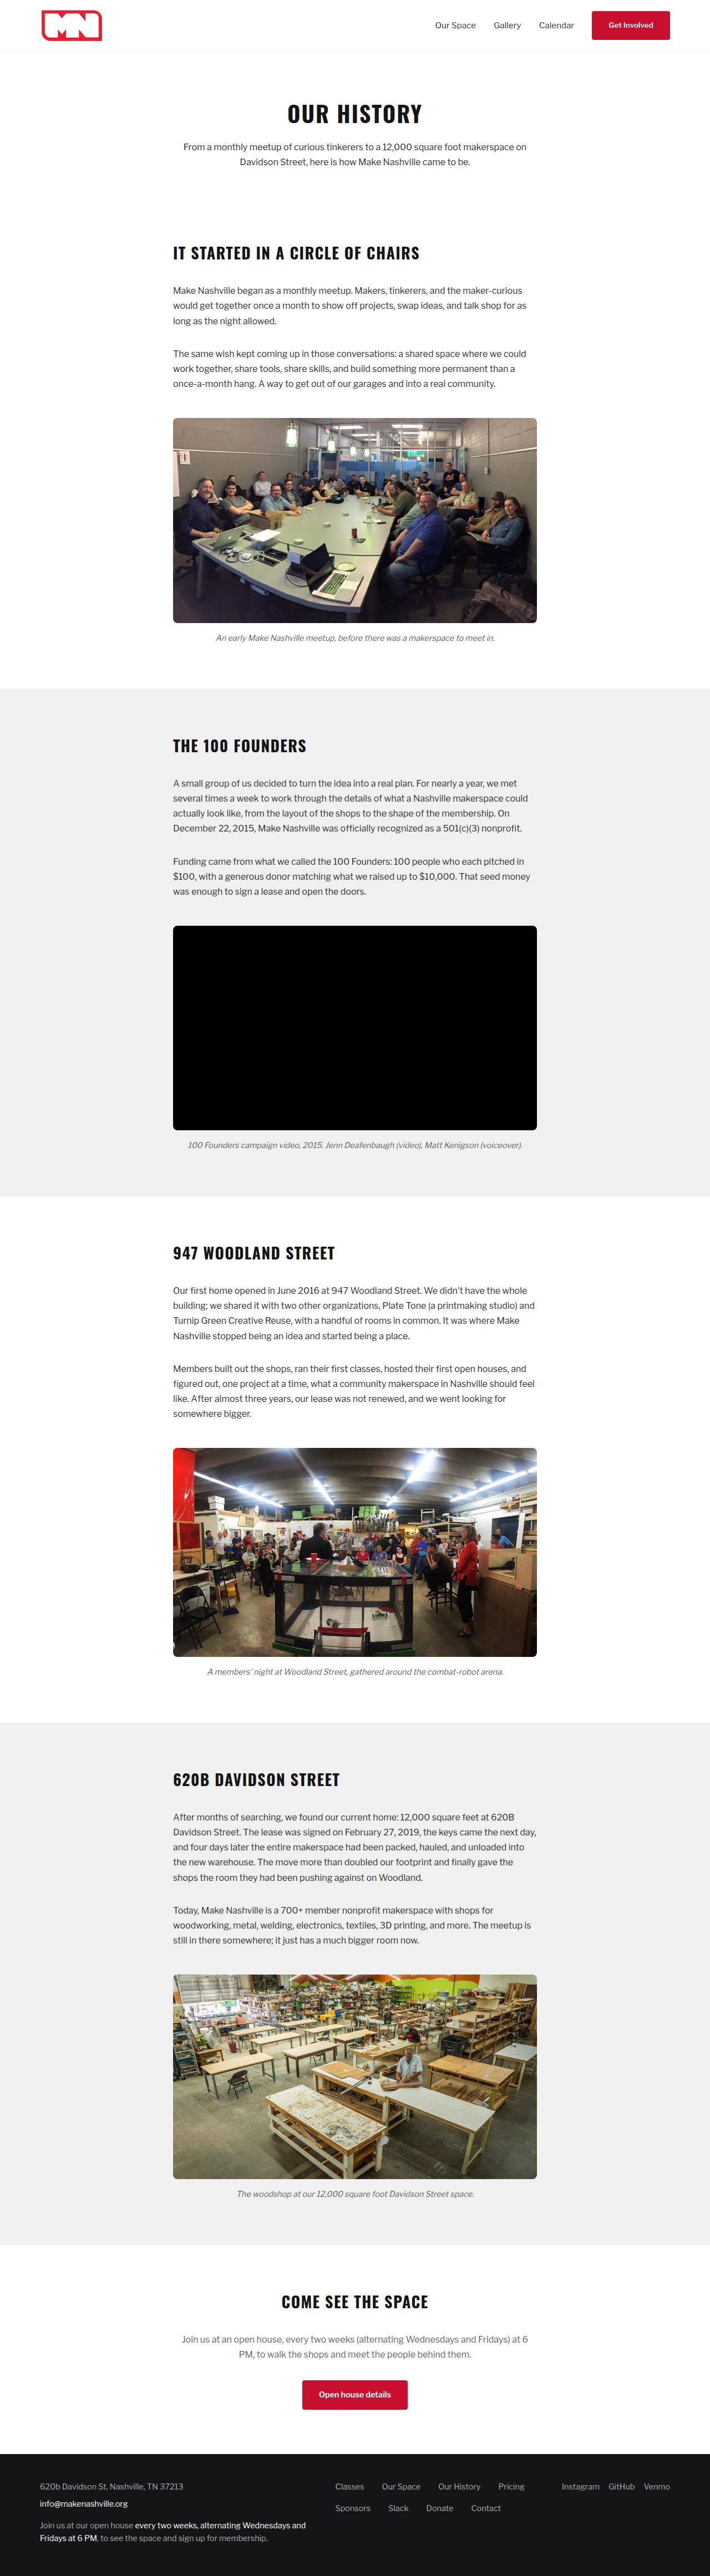 MN
Our Space Gallery Calendar Get Involved
OUR HISTORY
From a monthly meetup of curious tinkerers to a 12,000 square foot makerspace on
Davidson Street, here is how Make Nashville came to be.
IT STARTED IN A CIRCLE OF CHAIRS
Make Nashville began as a monthly meetup. Makers, tinkerers, and the maker-curious
would get together once a month to show off projects, swap ideas, and talk shop for as
long as the night allowed.
The same wish kept coming up in those conversations: a shared space where we could
work together, share tools, share skills, and build something more permanent than a
once-a-month hang. A way to get out of our garages and into a real community.
An early Make Nashville meetup, before there was a makerspace to meet in.
THE 100 FOUNDERS
A small group of us decided to turn the idea into a real plan. For nearly a year, we met
several times a week to work through the details of what a Nashville makerspace could
actually look like, from the layout of the shops to the shape of the membership. On
December 22, 2015, Make Nashville was officially recognized as a 501(c)(3) nonprofit.
Funding came from what we called the 100 Founders: 100 people who each pitched in
$100, with a generous donor matching what we raised up to $10,000. That seed money
was enough to sign a lease and open the doors.
100 Founders campaign video, 2015. Jenn Deafenbaugh (video), Matt Kenigson (voiceover).
947 WOODLAND STREET
Our first home opened in June 2016 at 947 Woodland Street. We didn't have the whole
building; we shared it with two other organizations, Plate Tone (a printmaking studio) and
Turnip Green Creative Reuse, with a handful of rooms in common. It was where Make
Nashville stopped being an idea and started being a place.
Members built out the shops, ran their first classes, hosted their first open houses, and
figured out, one project at a time, what a community makerspace in Nashville should feel
like. After almost three years, our lease was not renewed, and we went looking for
somewhere bigger.
A members' night at Woodland Street, gathered around the combat-robot arena.
620B DAVIDSON STREET
After months of searching, we found our current home: 12,000 square feet at 620B
Davidson Street. The lease was signed on February 27, 2019, the keys came the next day,
and four days later the entire makerspace had been packed, hauled, and unloaded into
the new warehouse. The move more than doubled our footprint and finally gave the
shops the room they had been pushing against on Woodland.
Today, Make Nashville is a 700+ member nonprofit makerspace with shops for
woodworking, metal, welding, electronics, textiles, 3D printing, and more. The meetup is
still in there somewhere; it just has a much bigger room now.
The woodshop at our 12,000 square foot Davidson Street space.
COME SEE THE SPACE
Join us at an open house, every two weeks (alternating Wednesdays and Fridays) at 6
PM, to walk the shops and meet the people behind them.
Open house details
620b Davidson St, Nashville, TN 37213
info@makenashville.org
Join us at our open house every two weeks, alternating Wednesdays and
Fridays at 6 PM, to see the space and sign up for membership.
Classes Our Space Our History Pricing
Sponsors Slack Donate Contact
Instagram GitHub Venmo